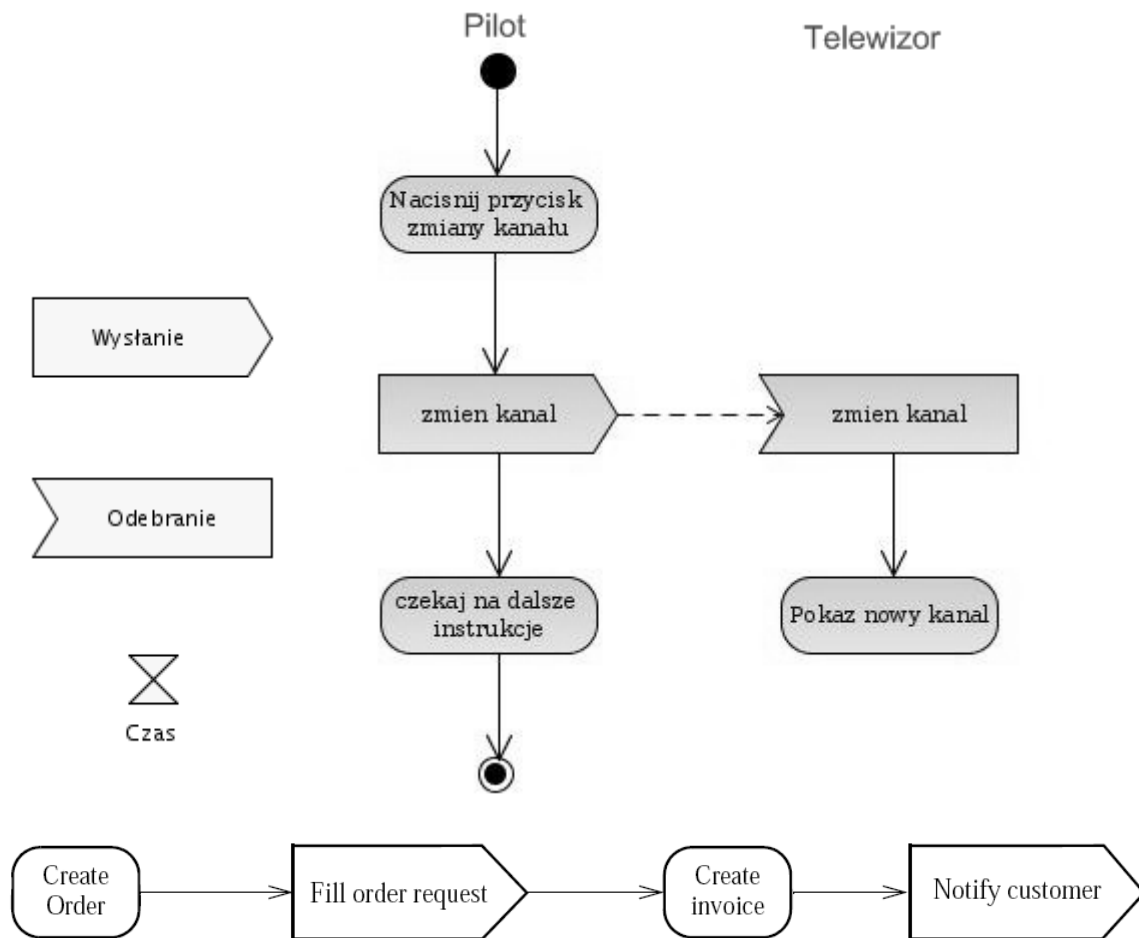 Pilot
Telewizor
Nacisnij przycisk
zmiany kanału
Wysłanie
zmien kanal
zmien kanal
Odebranie
czekaj na dalsze
instrukcje
Pokaz nowy kanal
Czas
Create
Order
Fill order request
Create
invoice
Notify customer